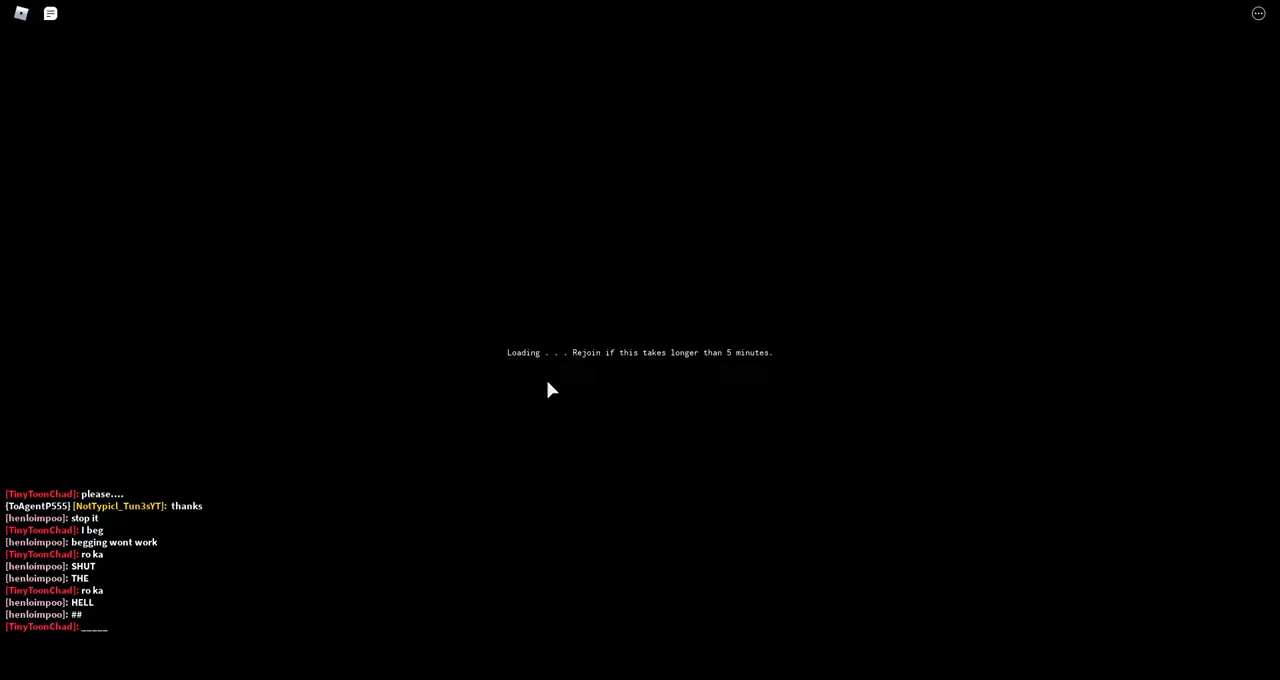 Loading . . . Rejoin if this takes longer than 5 minutes.
[TinyToonChad]: please....
{ToAgentP555} [NotTypicl_Tun3sYT]: thanks
[henloimpoo]: stop it
[TinyToonChad]: I beg
[henloimpoo]: begging wont work
[TinyToonChad]: ro ka
[henloimpoo]: SHUT
[henloimpoo]: THE
[TinyToonChad]: ro ka
[henloimpoo]: HELL
[henloimpoo]: ##
[TinyToonChad]: _____